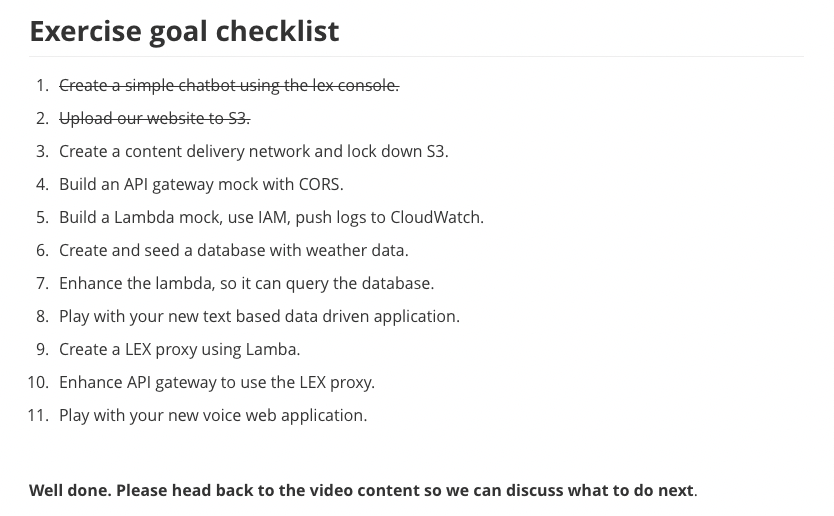 Exercise goal checklist
1. Create a simple chatbot using the lex console.
2. Upload our website to S3.
3. Create a content delivery network and lock down S3.
4. Build an API gateway mock with CORS.
5. Build a Lambda mock, use IAM, push logs to CloudWatch.
6. Create and seed a database with weather data.
7. Enhance the lambda, so it can query the database.
8. Play with your new text based data driven application.
9. Create a LEX proxy using Lamba.
10. Enhance API gateway to use the LEX proxy.
11. Play with your new voice web application.
Well done. Please head back to the video content so we can discuss what to do next.